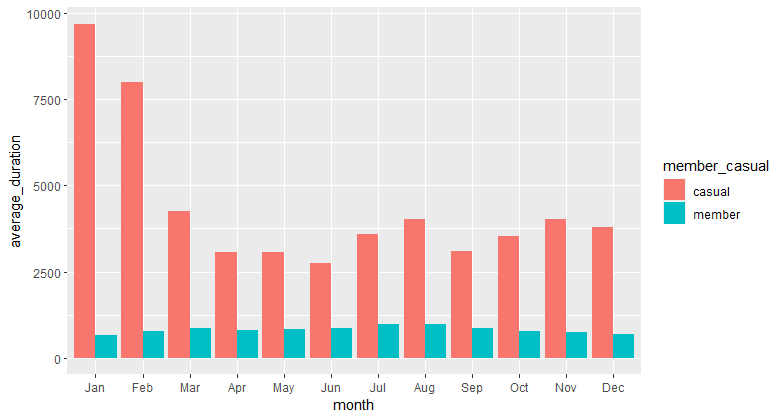 10000
7500
5000
2500
0
average_duration
Jan Feb Mar Apr May Jun Jul Aug Sep Oct Nov Dec
month
member_casual
casual
member